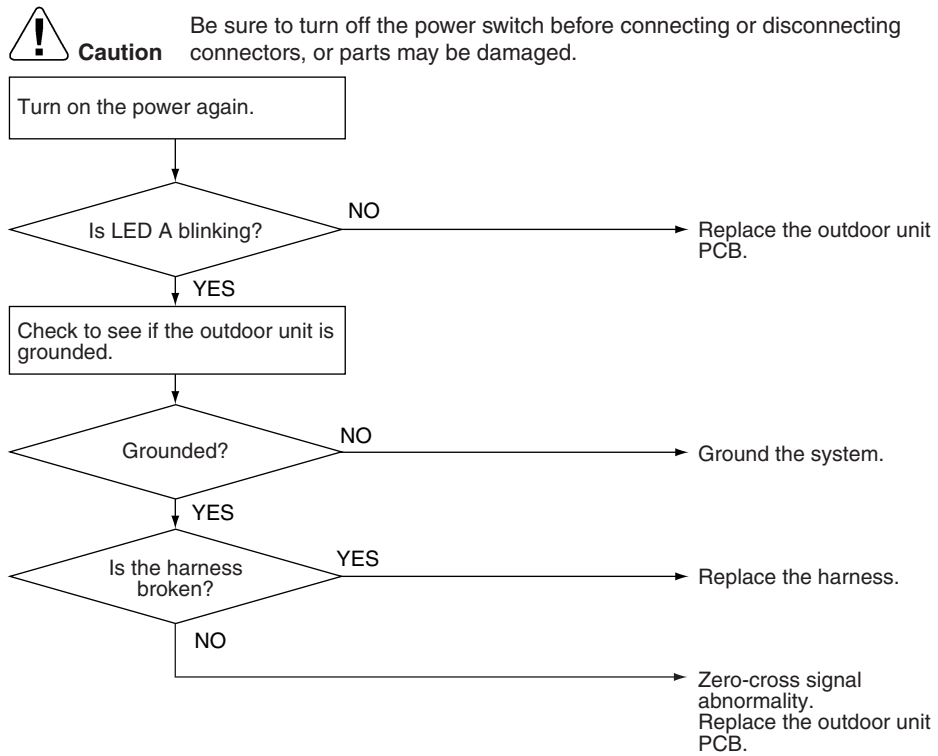 Be sure to turn off the power switch before connecting or disconnecting
Caution connectors, or parts may be damaged.
Turn on the power again.
Is LED A blinking?
NO
Replace the outdoor unit
PCB.
YES
Check to see if the outdoor unit is
grounded.
Grounded?
NO
Ground the system.
YES
Is the harness
broken?
YES
Replace the harness.
NO
Zero-cross signal
abnormality.
Replace the outdoor unit
PCB.